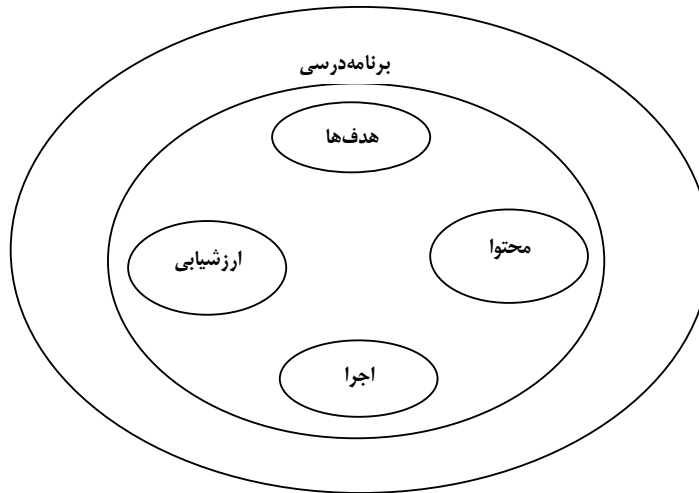 برنامه‌درسی
هدف‌ها
محتوا
ارزشیابی
اجرا